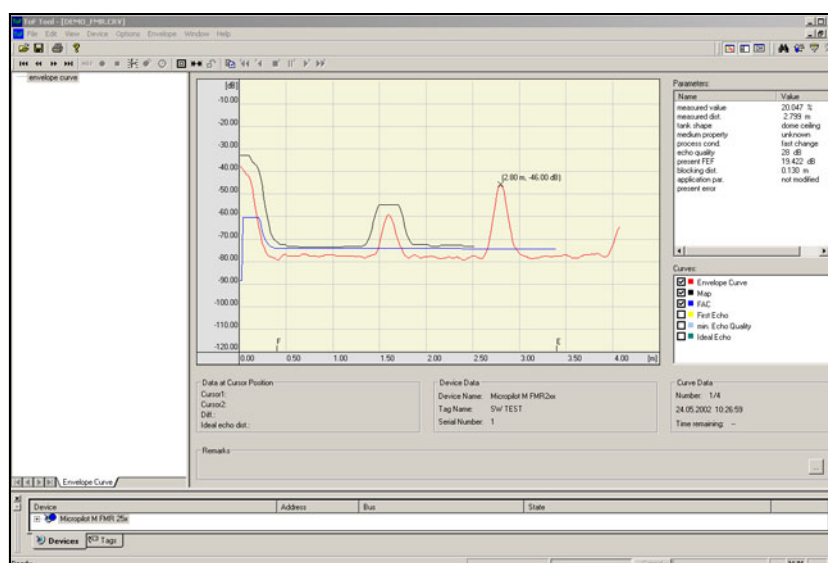 ToF Tool - [DEMO_FMR.CRV]
File Edit View Device Options Envelope Window Help
envelope curve
[dB]
-10.00
-20.00
-30.00
-40.00
-50.00
-60.00
-70.00
-80.00
-90.00
-100.00
-110.00
-120.00
(2.80 m, -46.00 dB)
F
E
0.00 0.50 1.00 1.50 2.00 2.50 3.00 3.50 4.00 [m]
Parameters:
Name Value
measured value 20.047 %
measured dist. 2.799 m
tank shape dome ceiling
medium property unknown
process cond. fast change
echo quality 28 dB
present FEF 19.422 dB
blocking dist. 0.130 m
application par. not modified
present error
Curves:
Envelope Curve
Map
FAC
First Echo
min. Echo Quality
Ideal Echo
Data at Cursor Position
Cursor1:
Cursor2:
Diff.:
Ideal echo dist.:
Device Data
Device Name: Micropilot M FMR2xx
Tag Name: SW TEST
Serial Number: 1
Curve Data
Number: 1/4
24.05.2002 10:26:59
Time remaining: --
Remarks
...
Envelope Curve
Device Address Bus State
Micropilot M FMR 25x
Devices Tags